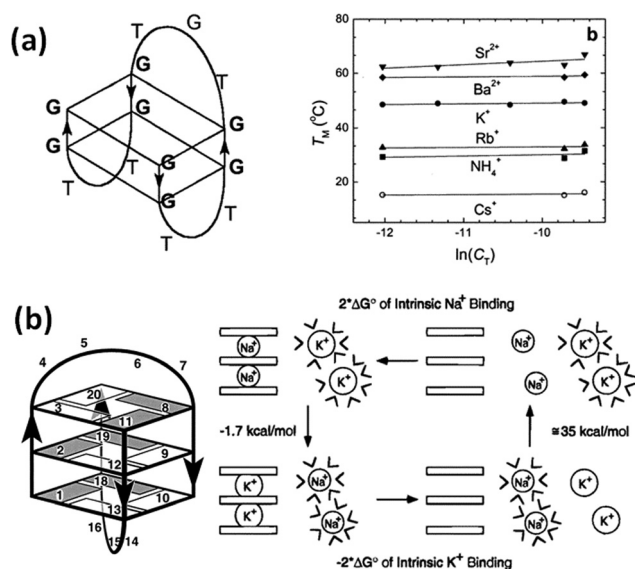 (a)
G
T T
G
G G
G G
G G
G
T T
b
T_M (°C)
80
60
40
20
Sr2+
Ba2+
K+
Rb+
NH4+
Cs+
-12 -11 -10
ln(C_T)
(b)
5
4 6 7
20
3 8
11
19
2 9
12
18
1 10
13
16
15 14
2*ΔG° of Intrinsic Na+ Binding
Na+ K+
Na+ K+
Na+ K+
Na+ K+
-1.7 kcal/mol
≅35 kcal/mol
K+ Na+
K+ Na+
Na+ K+
Na+ K+
-2*ΔG° of Intrinsic K+ Binding